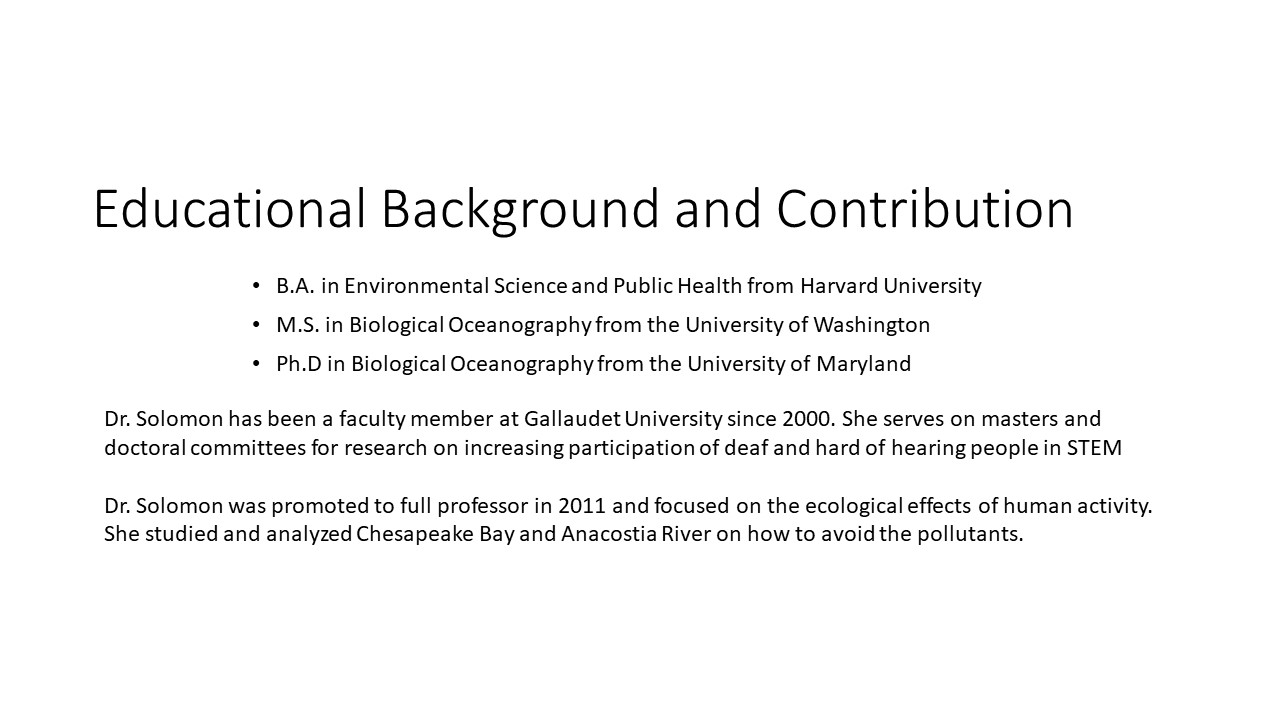 Educational Background and Contribution
• B.A. in Environmental Science and Public Health from Harvard University
• M.S. in Biological Oceanography from the University of Washington
• Ph.D in Biological Oceanography from the University of Maryland
Dr. Solomon has been a faculty member at Gallaudet University since 2000. She serves on masters and
doctoral committees for research on increasing participation of deaf and hard of hearing people in STEM
Dr. Solomon was promoted to full professor in 2011 and focused on the ecological effects of human activity.
She studied and analyzed Chesapeake Bay and Anacostia River on how to avoid the pollutants.